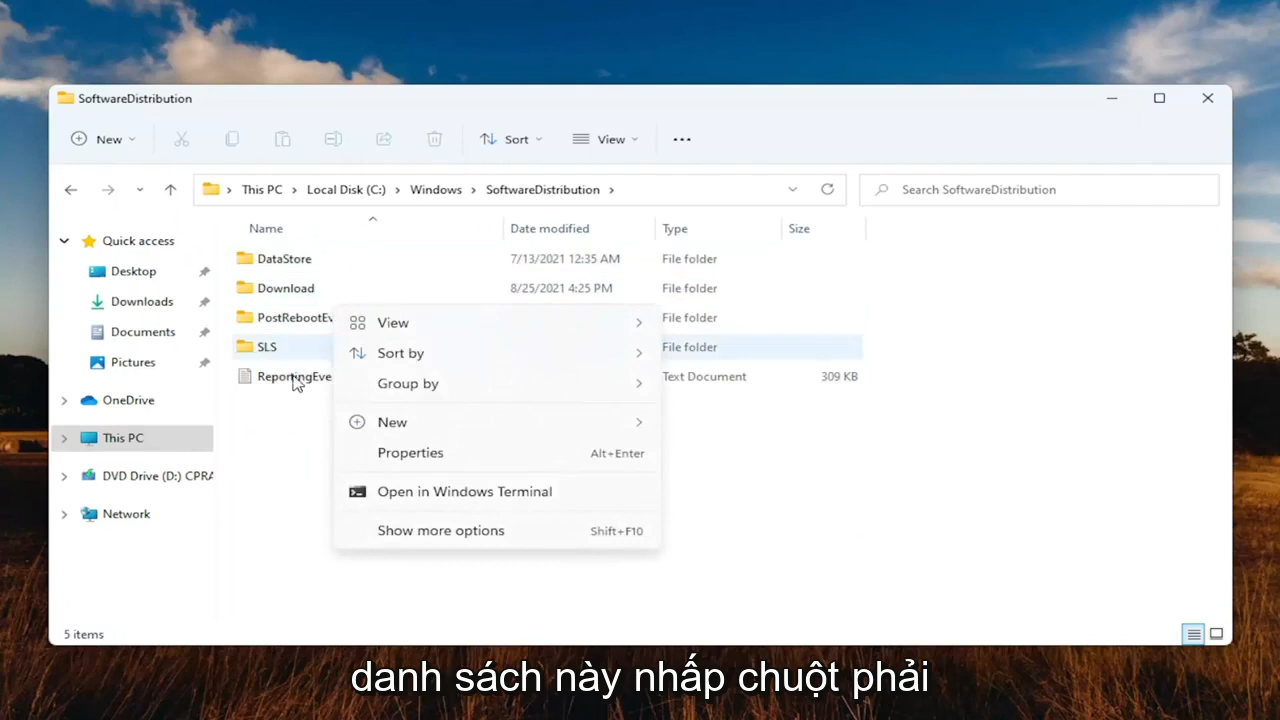 SoftwareDistribution
New
Sort
View
This PC
Local Disk (C:)
Windows
SoftwareDistribution
Search SoftwareDistribution
Name
Date modified
Type
Size
Quick access
Desktop
Downloads
Documents
Pictures
OneDrive
This PC
DVD Drive (D:) CPRA
Network
DataStore 7/13/2021 12:35 AM File folder
Download 8/25/2021 4:25 PM File folder
PostRebootEv File folder
SLS File folder
ReportingEve Text Document 309 KB
View
Sort by
Group by
New
Properties Alt+Enter
Open in Windows Terminal
Show more options Shift+F10
5 items
danh sách này nhấp chuột phải